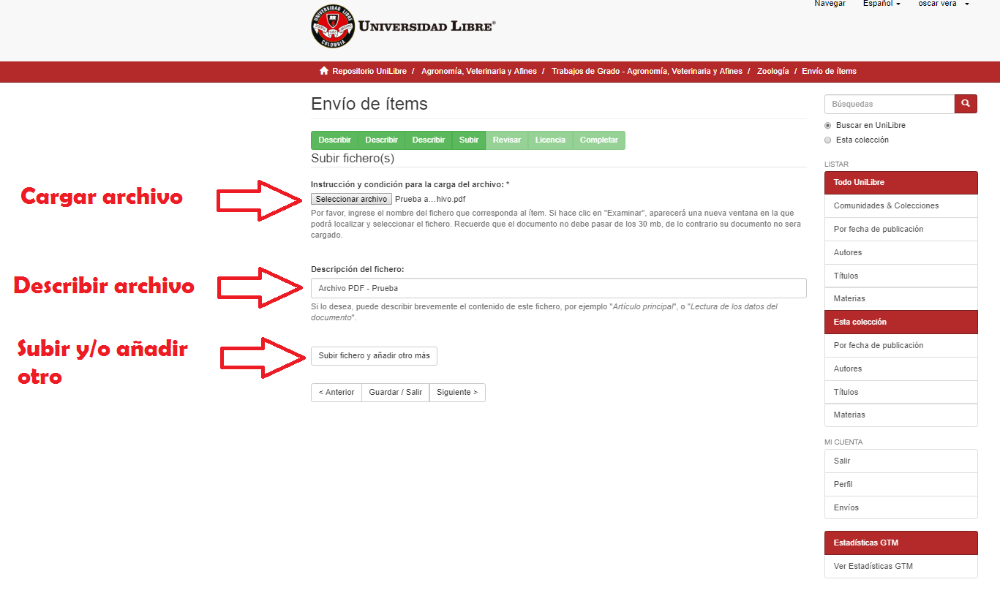 Navegar Español oscar vera
UNIVERSIDAD LIBRE
COLOMBIA
UNIVERSIDAD LIBRE®
Repositorio UniLibre / Agronomía, Veterinaria y Afines / Trabajos de Grado - Agronomía, Veterinaria y Afines / Zoología / Envío de ítems
Envío de ítems
Describir Describir Describir Subir Revisar Licencia Completar
Subir fichero(s)
Cargar archivo
Instrucción y condición para la carga del archivo: *
Seleccionar archivo Prueba a...hivo.pdf
Por favor, ingrese el nombre del fichero que corresponda al ítem. Si hace clic en "Examinar", aparecerá una nueva ventana en la que
podrá localizar y seleccionar el fichero. Recuerde que el documento no debe pasar de los 30 mb, de lo contrario su documento no sera
cargado.
Describir archivo
Descripción del fichero:
Archivo PDF - Prueba
Si lo desea, puede describir brevemente el contenido de este fichero, por ejemplo "Artículo principal", o "Lectura de los datos del
documento".
Subir y/o añadir
otro
Subir fichero y añadir otro más
< Anterior Guardar / Salir Siguiente >
Búsquedas
Buscar en UniLibre
Esta colección
LISTAR
Todo UniLibre
Comunidades & Colecciones
Por fecha de publicación
Autores
Títulos
Materias
Esta colección
Por fecha de publicación
Autores
Títulos
Materias
MI CUENTA
Salir
Perfil
Envíos
Estadísticas GTM
Ver Estadísticas GTM